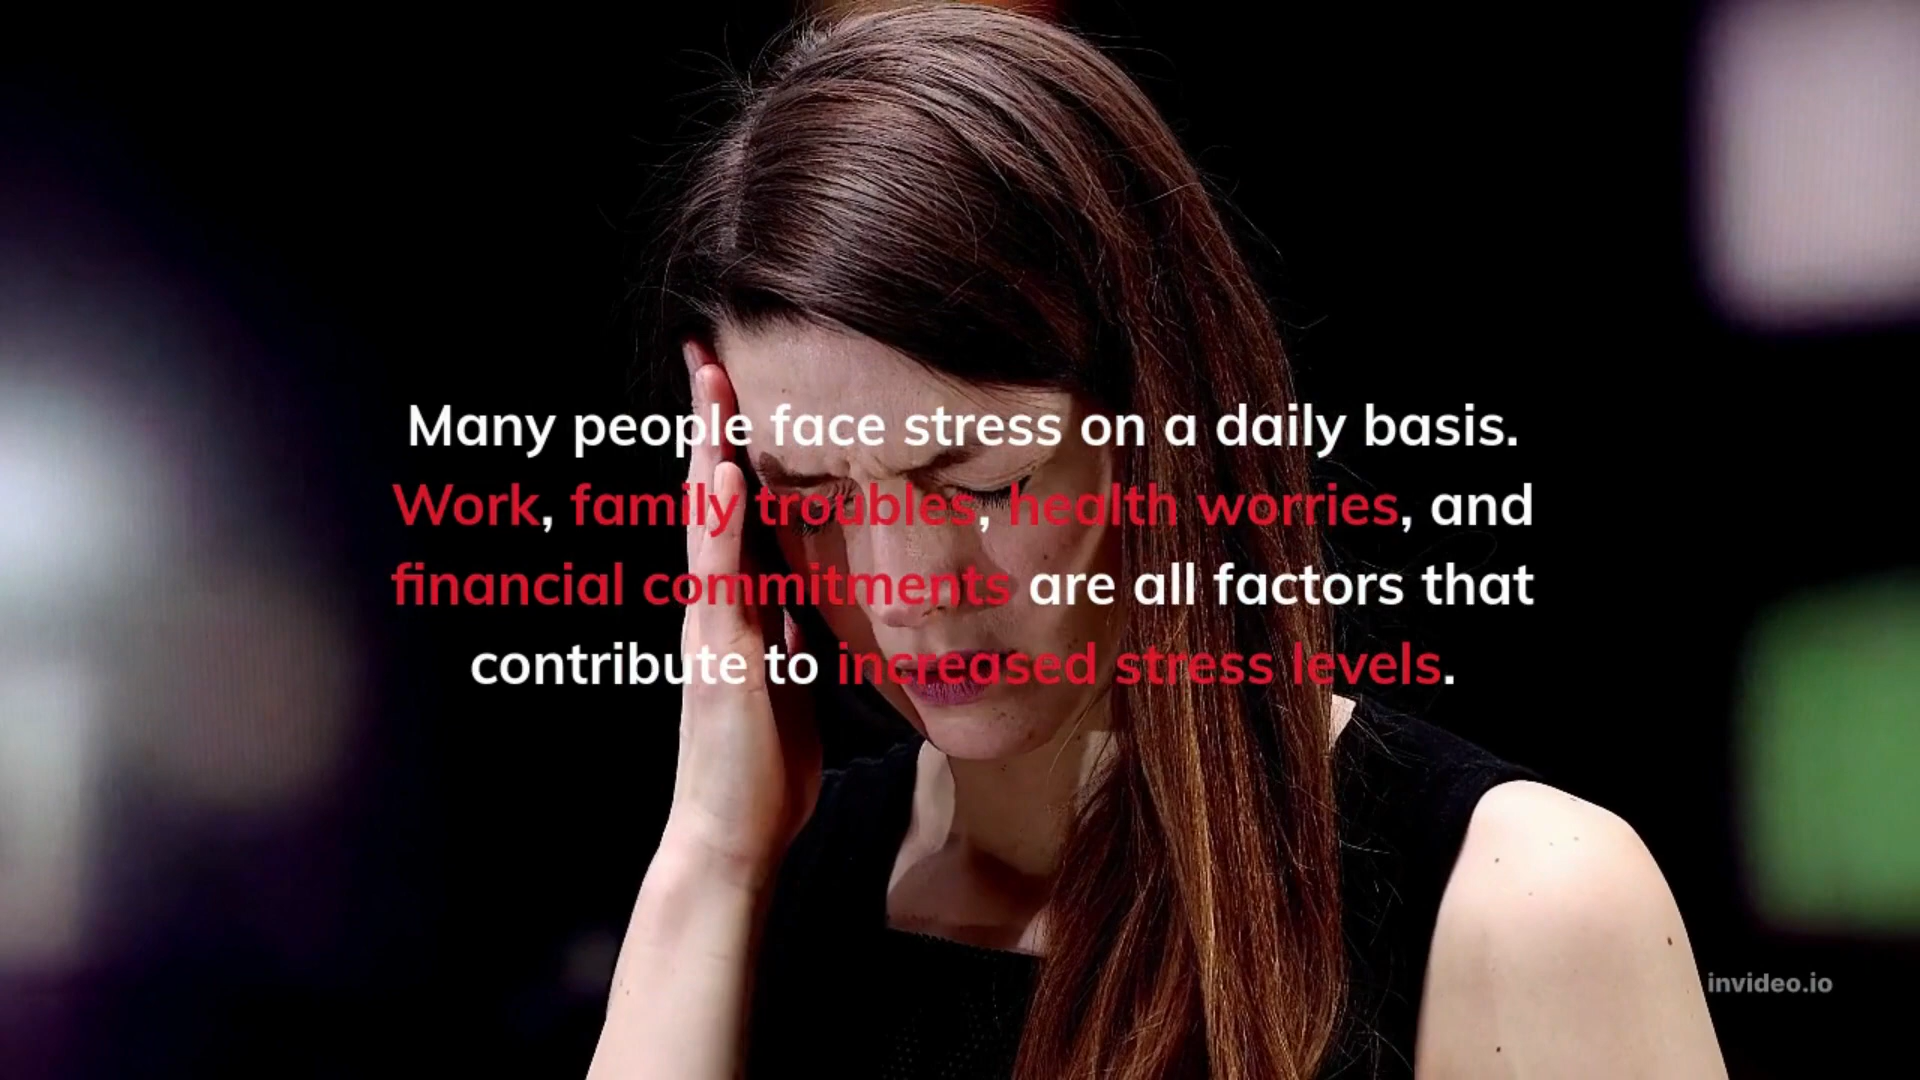 Many people face stress on a daily basis.
Work, family troubles, health worries, and
financial commitments are all factors that
contribute to increased stress levels.
invideo.io